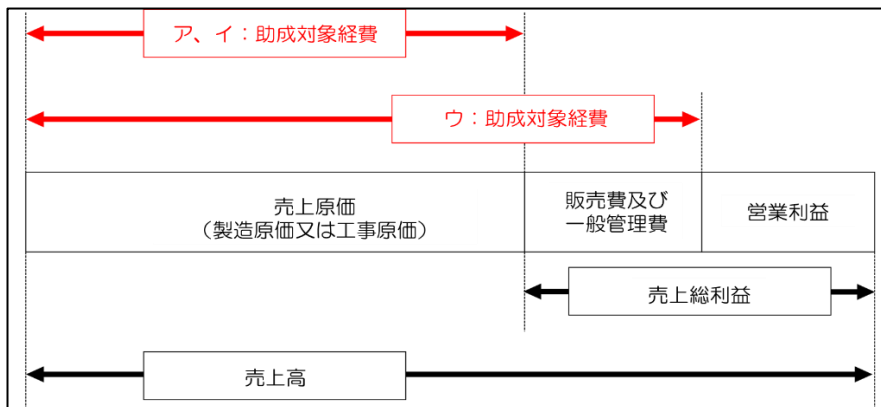 ア、イ：助成対象経費
ウ：助成対象経費
売上原価
（製造原価又は工事原価）
販売費及び
一般管理費
営業利益
売上総利益
売上高